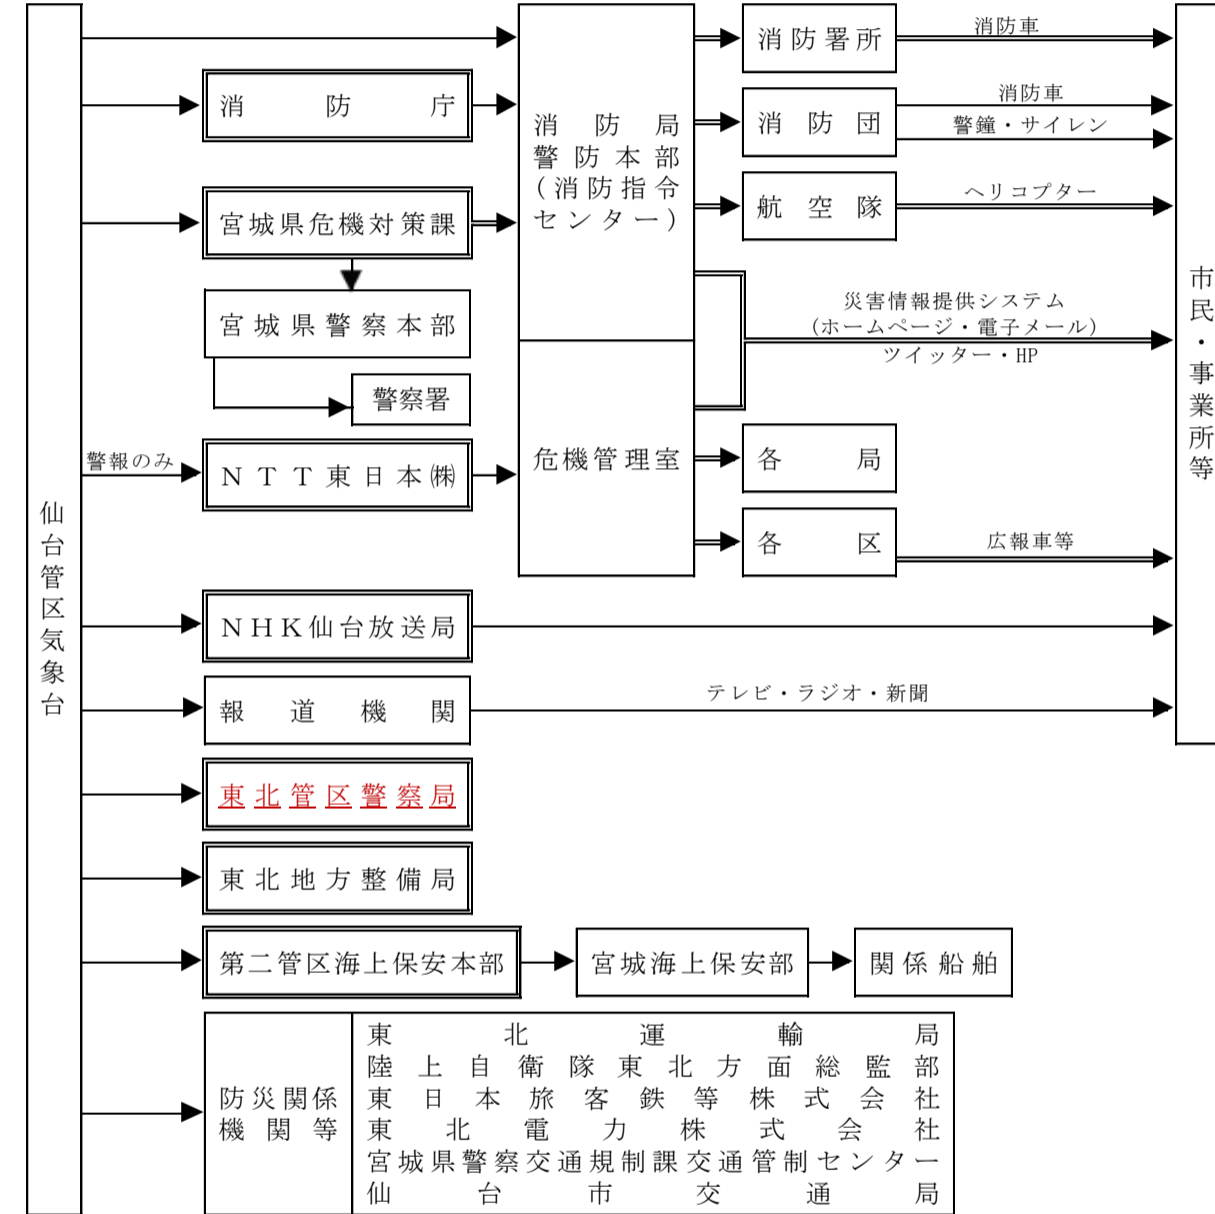 仙台管区気象台
消防庁
宮城県危機対策課
宮城県警察本部
警察署
警報のみ
NTT東日本㈱
NHK仙台放送局
報道機関
東北管区警察局
東北地方整備局
第二管区海上保安本部
宮城海上保安部
関係船舶
防災関係
機関等
東北運輸局
陸上自衛隊東北方面総監部
東日本旅客鉄等株式会社
東北電力株式会社
宮城県警察交通規制課交通管制センター
仙台市交通局
消防局
警防本部
(消防指令
センター)
危機管理室
消防署所
消防車
消防団
消防車
警鐘・サイレン
航空隊
ヘリコプター
災害情報提供システム
(ホームページ・電子メール)
ツイッター・HP
各局
各区
広報車等
テレビ・ラジオ・新聞
市民・事業所等